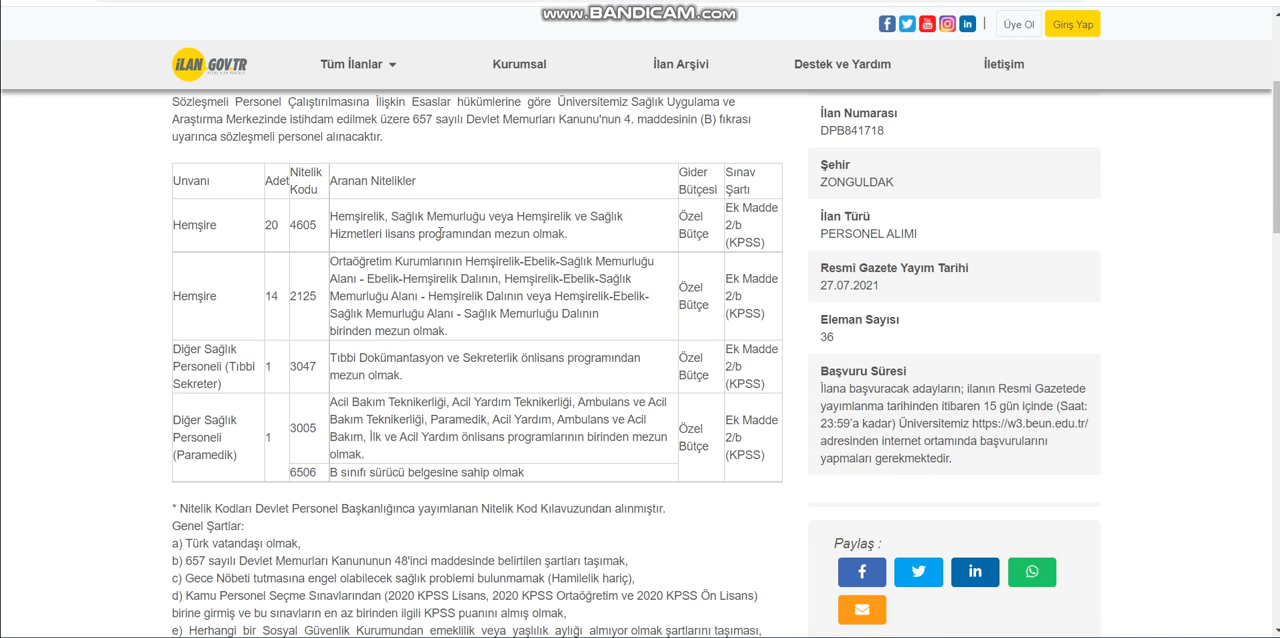 www.BANDICAM.com
Üye Ol
Giriş Yap
iLAN.GOV.TR
Tüm İlanlar
Kurumsal
İlan Arşivi
Destek ve Yardım
İletişim
Sözleşmeli Personel Çalıştırılmasına İlişkin Esaslar hükümlerine göre Üniversitemiz Sağlık Uygulama ve
Araştırma Merkezinde istihdam edilmek üzere 657 sayılı Devlet Memurları Kanunu'nun 4. maddesinin (B) fıkrası
uyarınca sözleşmeli personel alınacaktır.
Unvanı
Adet
Nitelik
Kodu
Aranan Nitelikler
Gider
Bütçesi
Sınav
Şartı
Hemşire
20
4605
Hemşirelik, Sağlık Memurluğu veya Hemşirelik ve Sağlık
Hizmetleri lisans programından mezun olmak.
Özel
Bütçe
Ek Madde
2/b
(KPSS)
Hemşire
14
2125
Ortaöğretim Kurumlarının Hemşirelik-Ebelik-Sağlık Memurluğu
Alanı - Ebelik-Hemşirelik Dalının, Hemşirelik-Ebelik-Sağlık
Memurluğu Alanı - Hemşirelik Dalının veya Hemşirelik-Ebelik-
Sağlık Memurluğu Alanı - Sağlık Memurluğu Dalının
birinden mezun olmak.
Özel
Bütçe
Ek Madde
2/b
(KPSS)
Diğer Sağlık
Personeli (Tıbbi
Sekreter)
1
3047
Tıbbi Dokümantasyon ve Sekreterlik önlisans programından
mezun olmak.
Özel
Bütçe
Ek Madde
2/b
(KPSS)
Diğer Sağlık
Personeli
(Paramedik)
1
3005
Acil Bakım Teknikerliği, Acil Yardım Teknikerliği, Ambulans ve Acil
Bakım Teknikerliği, Paramedik, Acil Yardım, Ambulans ve Acil
Bakım, İlk ve Acil Yardım önlisans programlarının birinden mezun
olmak.
6506
B sınıfı sürücü belgesine sahip olmak
Özel
Bütçe
Ek Madde
2/b
(KPSS)
* Nitelik Kodları Devlet Personel Başkanlığınca yayımlanan Nitelik Kod Kılavuzundan alınmıştır.
Genel Şartlar:
a) Türk vatandaşı olmak,
b) 657 sayılı Devlet Memurları Kanununun 48'inci maddesinde belirtilen şartları taşımak,
c) Gece Nöbeti tutmasına engel olabilecek sağlık problemi bulunmamak (Hamilelik hariç),
d) Kamu Personel Seçme Sınavlarından (2020 KPSS Lisans, 2020 KPSS Ortaöğretim ve 2020 KPSS Ön Lisans)
birine girmiş ve bu sınavların en az birinden ilgili KPSS puanını almış olmak,
e) Herhangi bir Sosyal Güvenlik Kurumundan emeklilik veya yaşlılık aylığı almıyor olmak şartlarını taşıması,
İlan Numarası
DPB841718
Şehir
ZONGULDAK
İlan Türü
PERSONEL ALIMI
Resmî Gazete Yayım Tarihi
27.07.2021
Eleman Sayısı
36
Başvuru Süresi
İlana başvuracak adayların; ilanın Resmi Gazetede
yayımlanma tarihinden itibaren 15 gün içinde (Saat:
23:59'a kadar) Üniversitemiz https://w3.beun.edu.tr/
adresinden internet ortamında başvurularını
yapmaları gerekmektedir.
Paylaş :